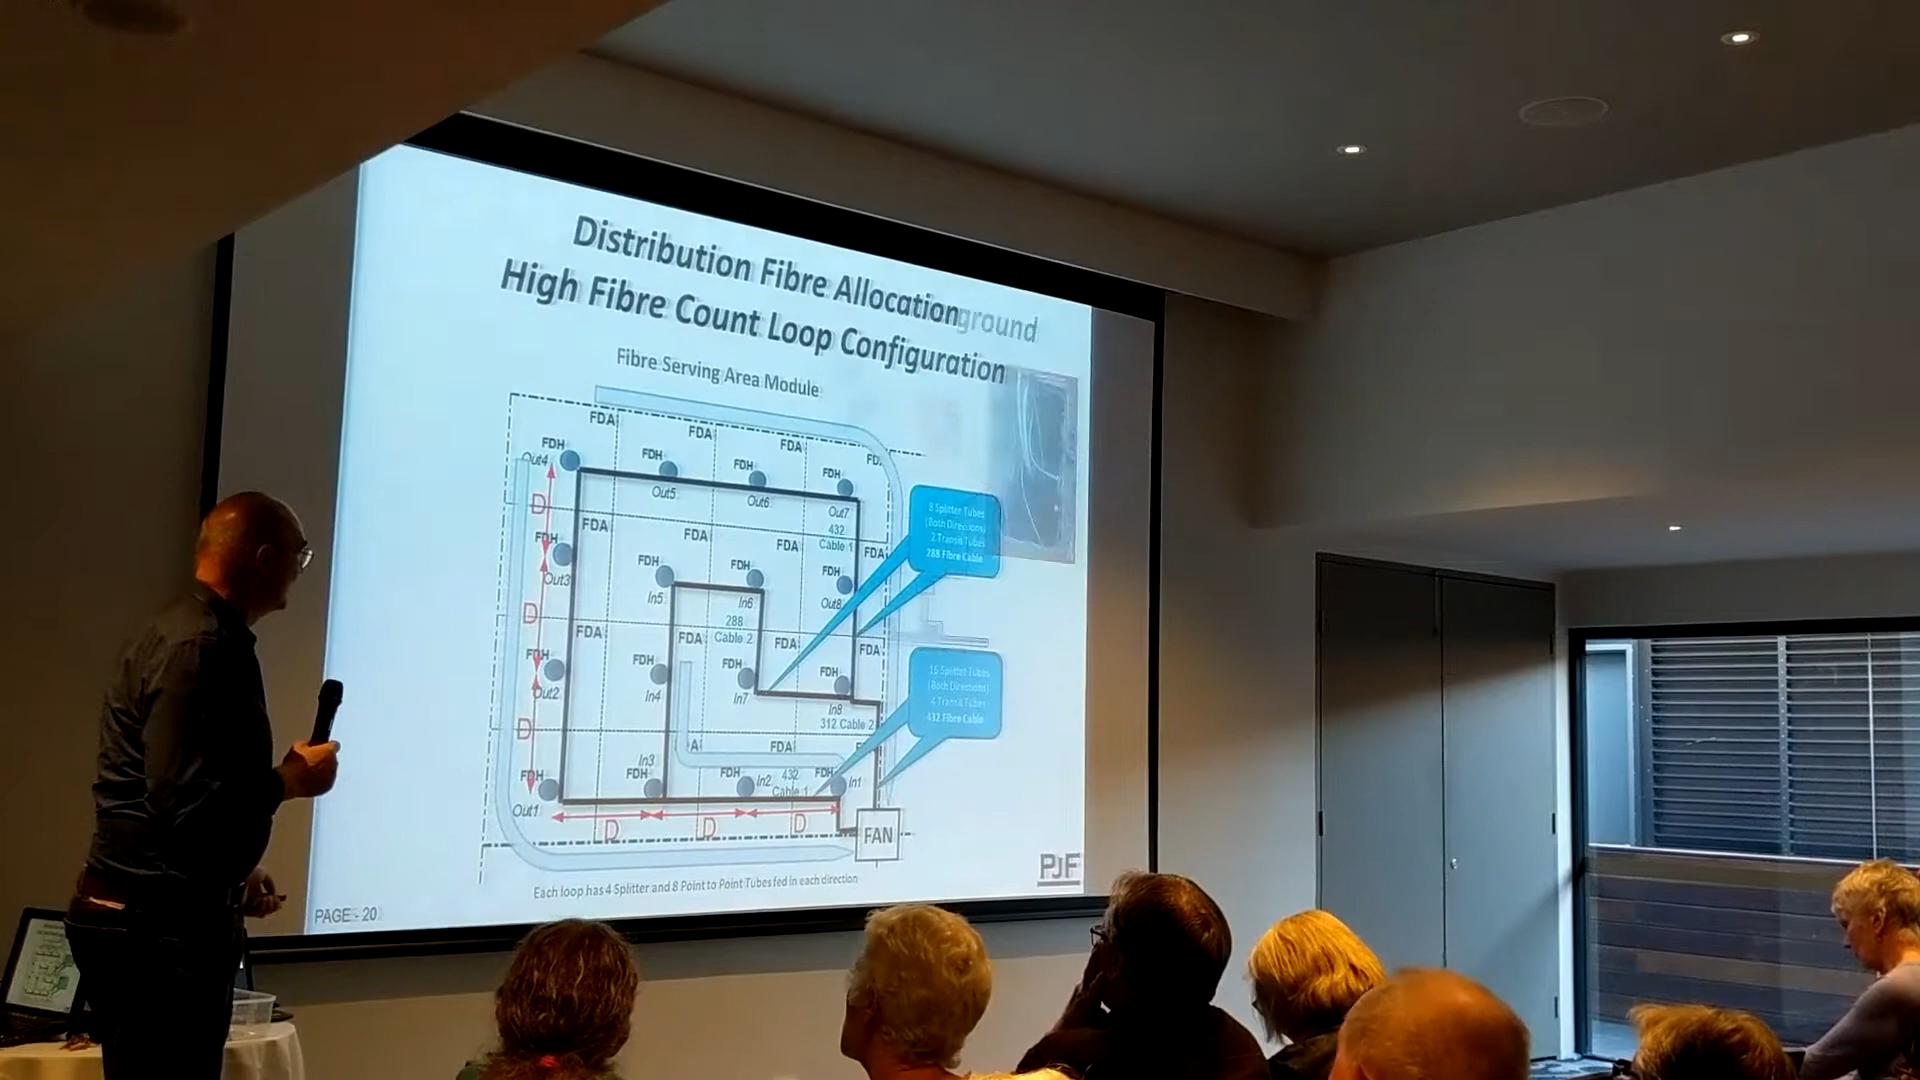 Distribution Fibre Allocation
ground
High Fibre Count Loop Configuration
Fibre Serving Area Module
FDA FDA FDA
FDH FDH FDH FDH
Out4 Out5 Out6 Out7
432
Cable 1
D
FDA FDA FDA FDA
FDH FDH FDH FDH
Out3 In5 In6 Out8
288
Cable 2
D
FDA FDA FDA FDA
FDH FDH FDH FDH
Out2 In4 In7 In8
312 Cable 2
D
FDA
In3
FDH FDH FDH FDH
Out1 In2 In1
432
Cable 1
D D D
FAN
8 Splitter Tubes
(Both Directions)
2 Transit Tubes
288 Fibre Cable
16 Splitter Tubes
(Both Directions)
4 Transit Tubes
432 Fibre Cable
Each loop has 4 Splitter and 8 Point to Point Tubes fed in each direction
PJF
PAGE - 20